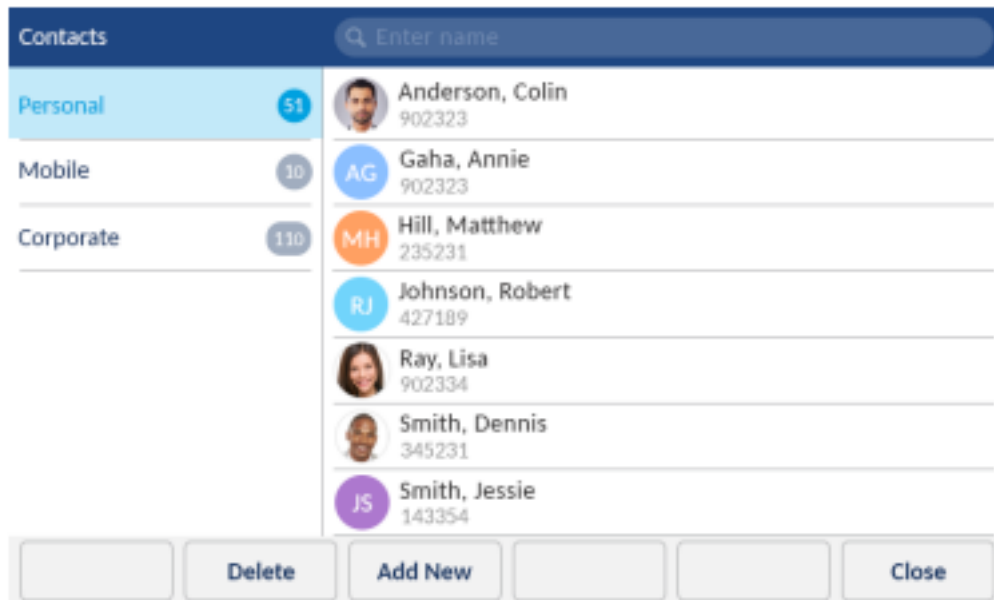 Contacts
Enter name
Personal 51
Mobile 10
Corporate 110
Anderson, Colin
902323
AG
Gaha, Annie
902323
MH
Hill, Matthew
235231
RJ
Johnson, Robert
427189
Ray, Lisa
902334
Smith, Dennis
345231
JS
Smith, Jessie
143354
Delete
Add New
Close